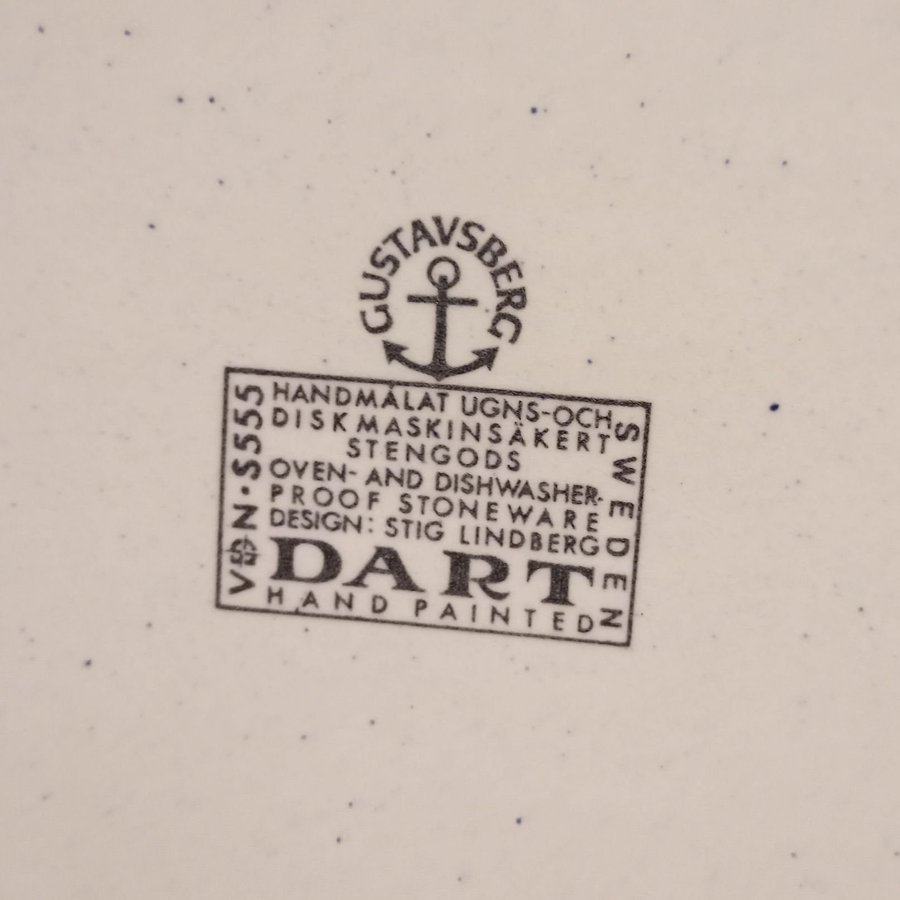 GUSTAVSBERG
HANDMÅLAT UGNS-OCH
DISKMASKINSÄKERT
STENGODS
OVEN- AND DISHWASHER-
PROOF STONEWARE
DESIGN: STIG LINDBERG
DART
HAND PAINTED
VDN·S555
SWEDEN